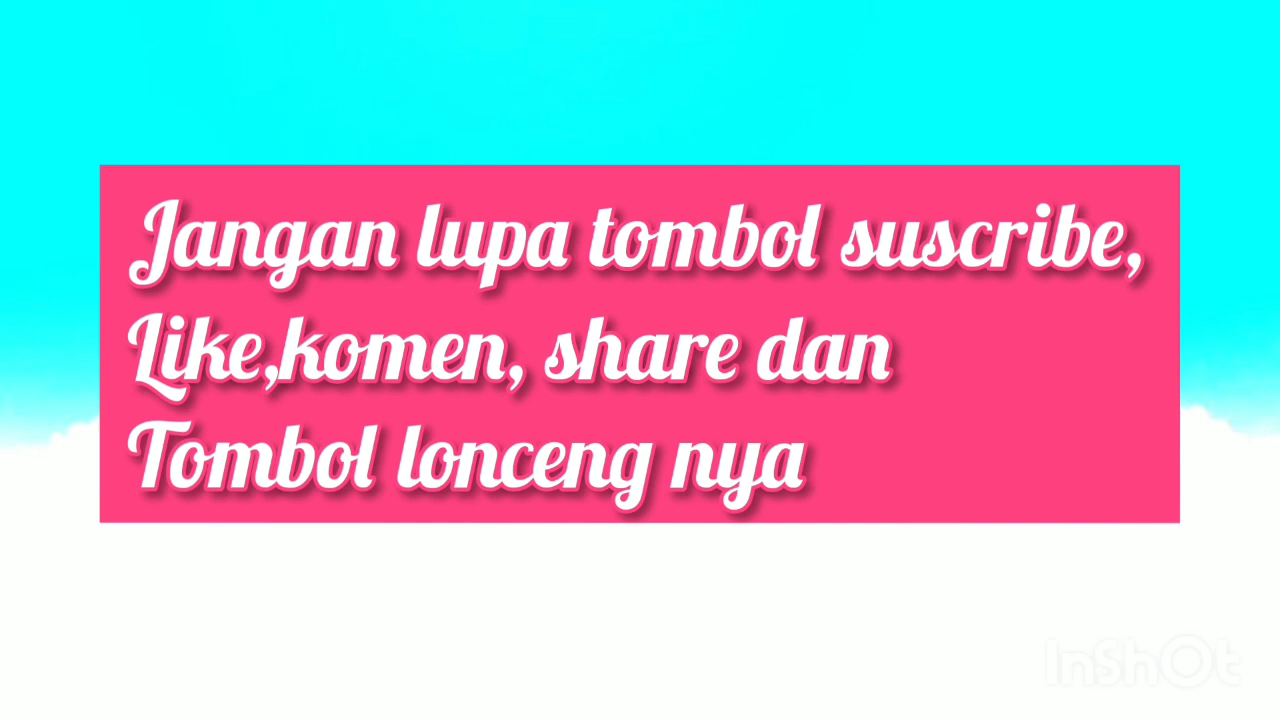 Jangan lupa tombol suscribe,
Like,komen, share dan
Tombol lonceng nya
InShOt